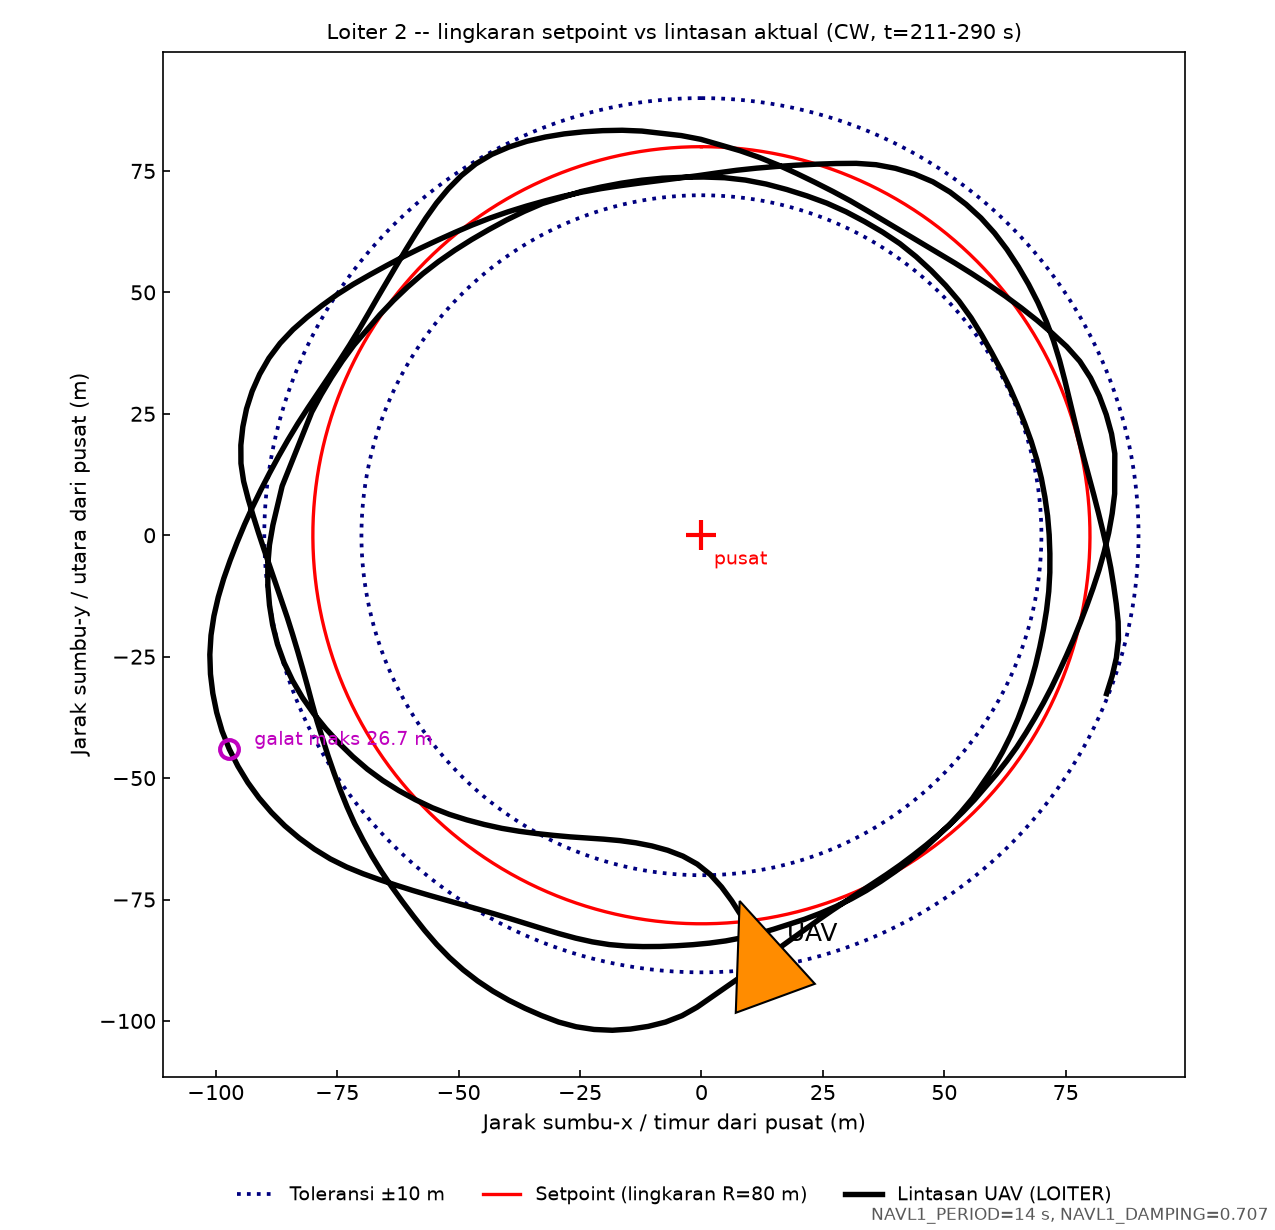 Loiter 2 -- lingkaran setpoint vs lintasan aktual (CW, t=211-290 s)
Jarak sumbu-y / utara dari pusat (m)
75
50
25
0
−25
−50
−75
−100
pusat
galat maks 26.7 m
UAV
−100 −75 −50 −25 0 25 50 75
Jarak sumbu-x / timur dari pusat (m)
Toleransi ±10 m Setpoint (lingkaran R=80 m) Lintasan UAV (LOITER)
NAVL1_PERIOD=14 s, NAVL1_DAMPING=0.707